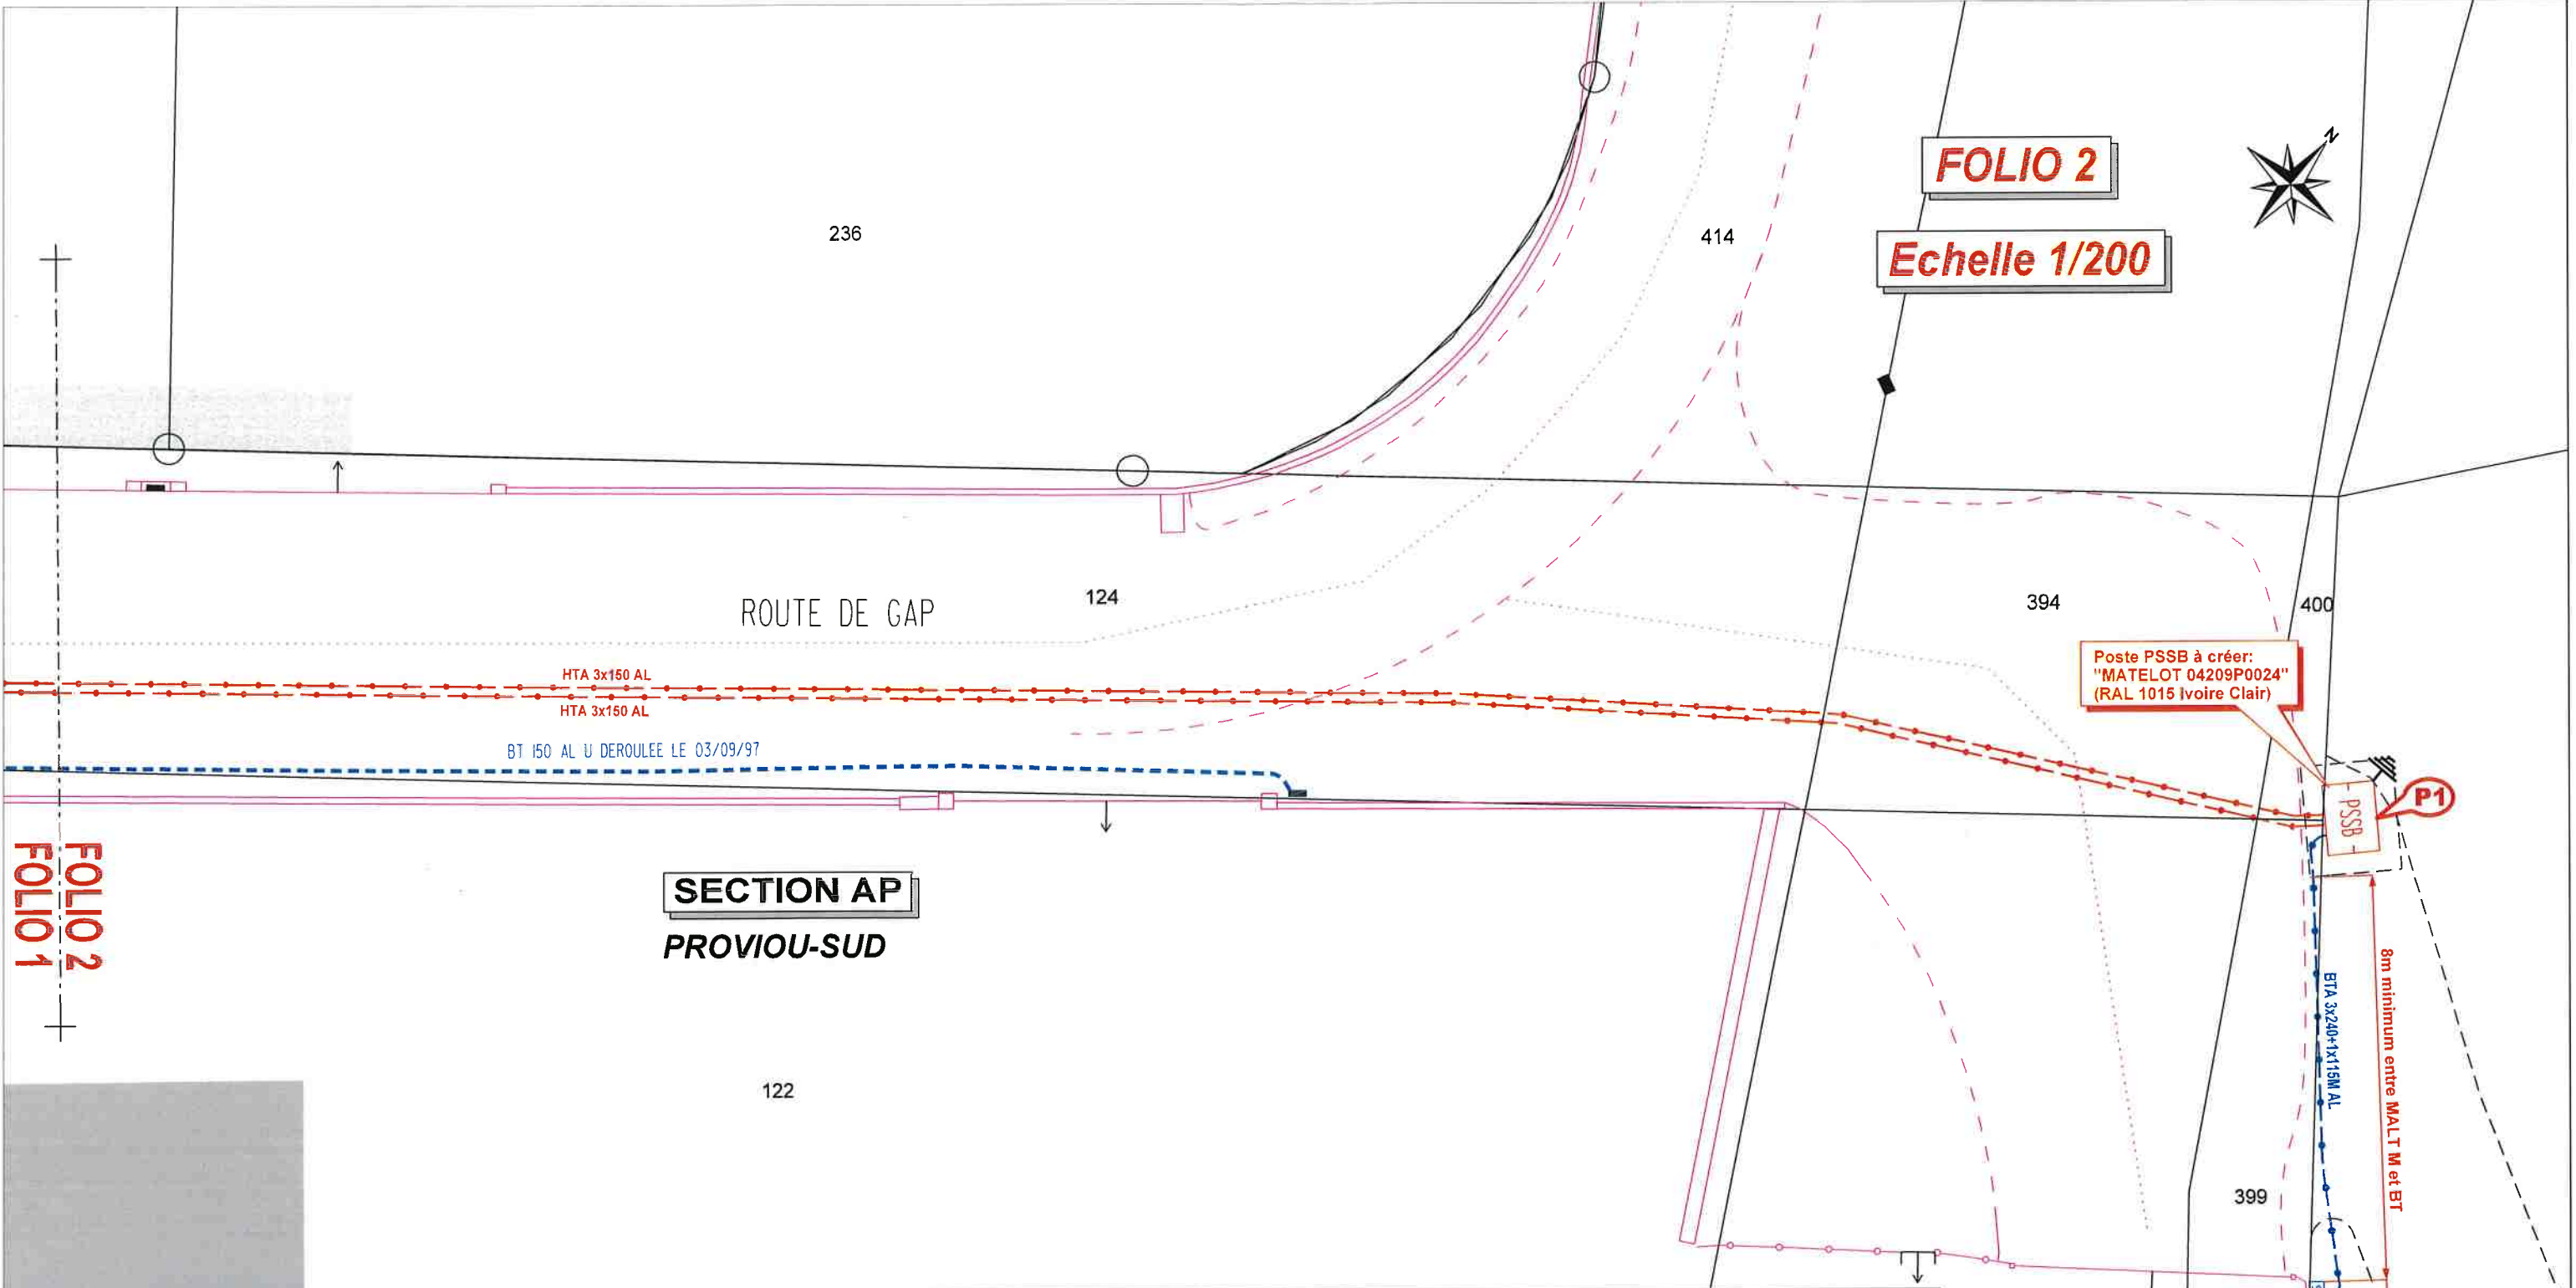 FOLIO 2
N
Echelle 1/200
236
414
ROUTE DE GAP
124
394
400
Poste PSSB à créer:
"MATELOT 04209P0024"
(RAL 1015 Ivoire Clair)
HTA 3x150 AL
HTA 3x150 AL
BT 150 AL U DEROULEE LE 03/09/97
PSSB
P1
FOLIO 2
FOLIO 1
SECTION AP
PROVIOU-SUD
BTA 3x240+1x115M AL
8m minimum entre MALT M et BT
122
399